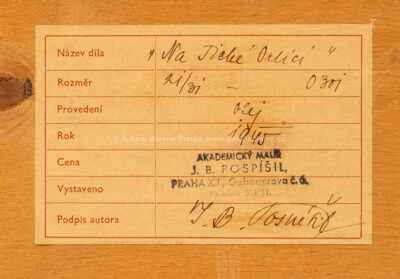 Název díla „Na Tiché Orlici“
Rozměr 21/31 —
Provedení olej
Rok 1945
Cena
AKADEMICKÝ MALÍŘ
J. B. POSPÍŠIL,
Vystaveno PRAHA XI, č. 6.
Podpis autora J. B. Pospíšil